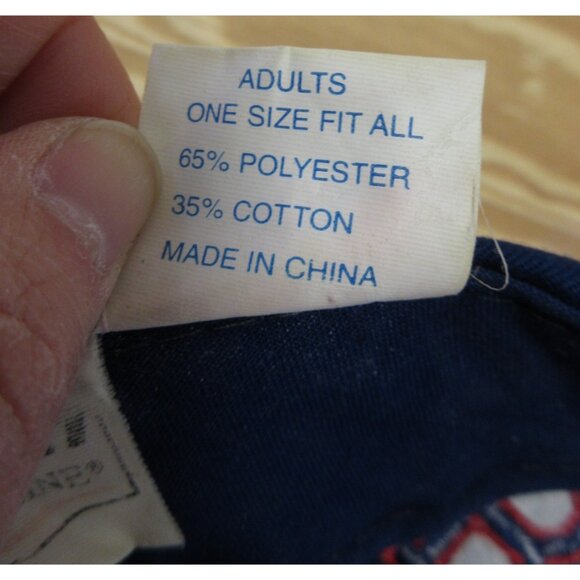 ADULTS
ONE SIZE FIT ALL
65% POLYESTER
35% COTTON
MADE IN CHINA